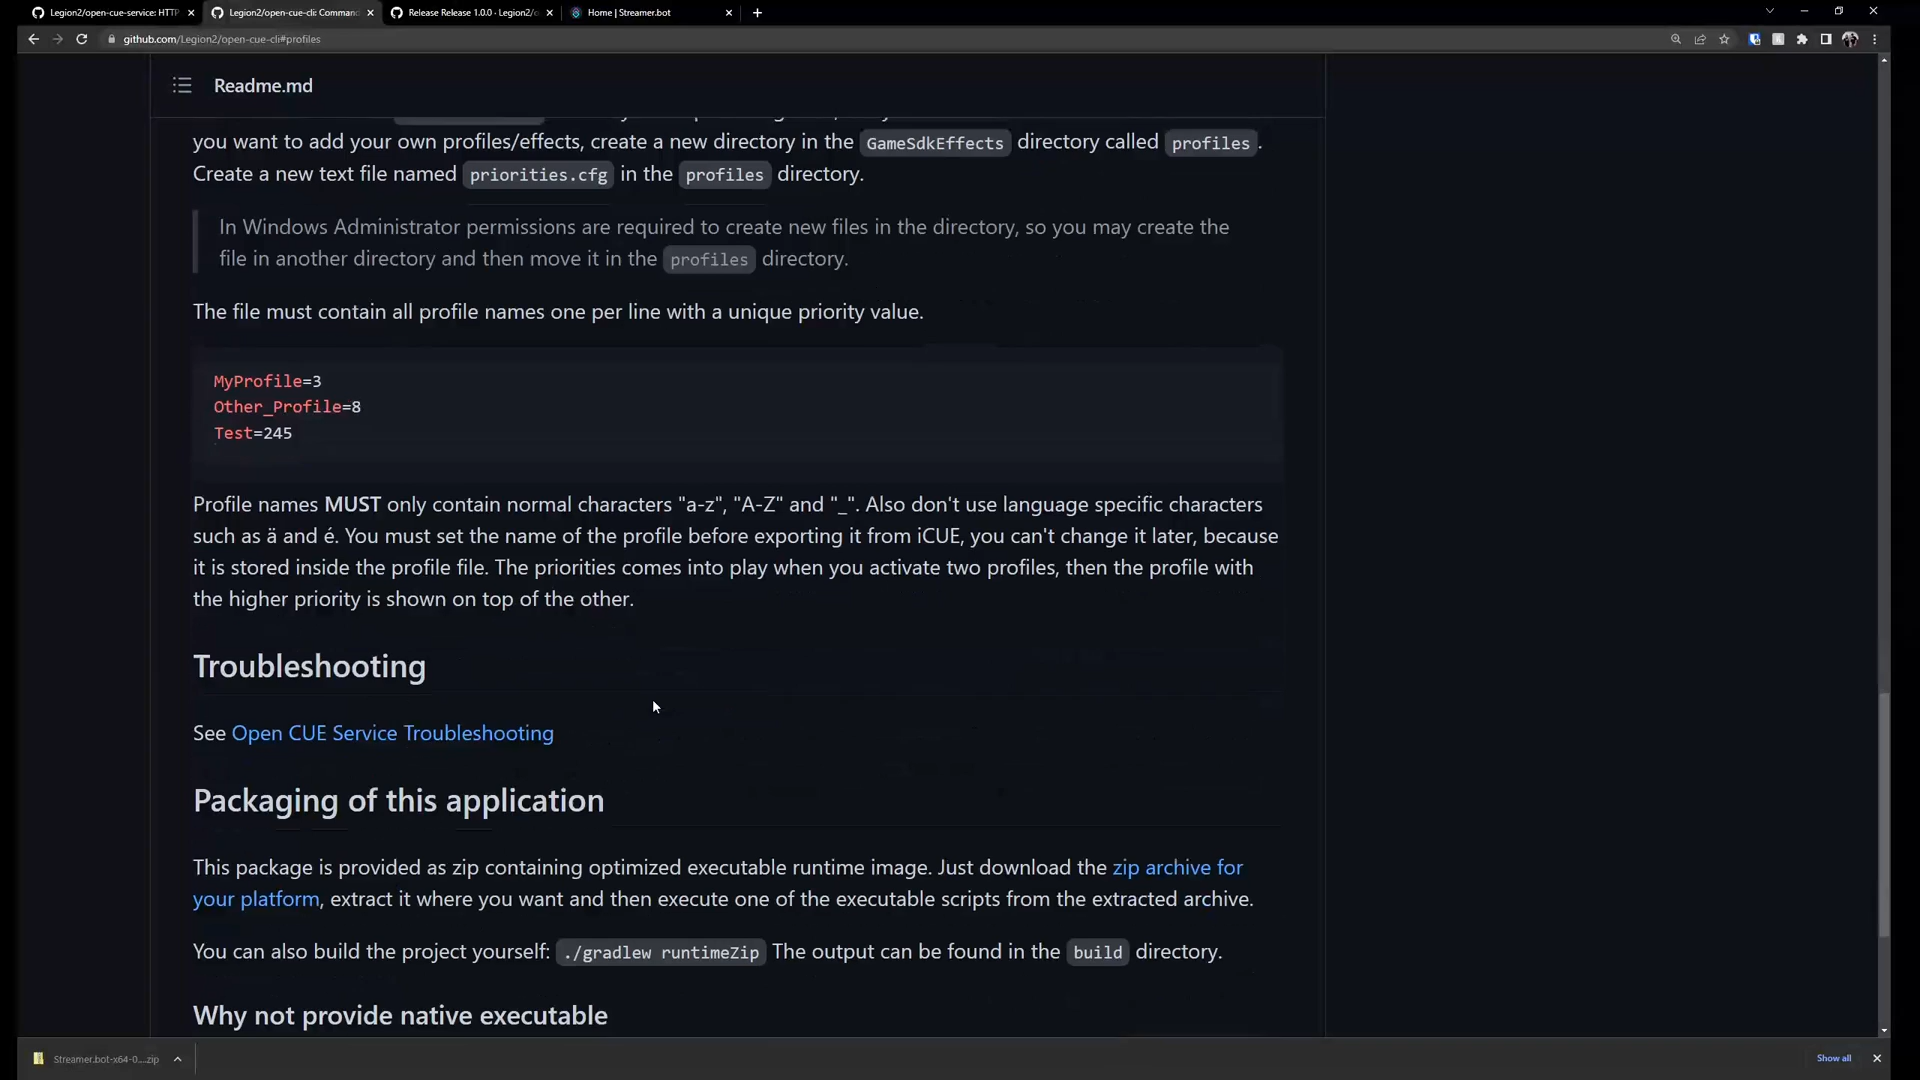 Legion2/open-cue-service: HTTP
Legion2/open-cue-cli: Comman
Release Release 1.0.0 · Legion2/o
Home | Streamer.bot
github.com/Legion2/open-cue-cli#profiles
Readme.md
you want to add your own profiles/effects, create a new directory in the GameSdkEffects directory called profiles.
Create a new text file named priorities.cfg in the profiles directory.
In Windows Administrator permissions are required to create new files in the directory, so you may create the
file in another directory and then move it in the profiles directory.
The file must contain all profile names one per line with a unique priority value.
MyProfile=3
Other_Profile=8
Test=245
Profile names MUST only contain normal characters "a-z", "A-Z" and "_". Also don't use language specific characters
such as ä and é. You must set the name of the profile before exporting it from iCUE, you can't change it later, because
it is stored inside the profile file. The priorities comes into play when you activate two profiles, then the profile with
the higher priority is shown on top of the other.
Troubleshooting
See Open CUE Service Troubleshooting
Packaging of this application
This package is provided as zip containing optimized executable runtime image. Just download the zip archive for
your platform, extract it where you want and then execute one of the executable scripts from the extracted archive.
You can also build the project yourself: ./gradlew runtimeZip The output can be found in the build directory.
Why not provide native executable
Streamer.bot-x64-0....zip
Show all